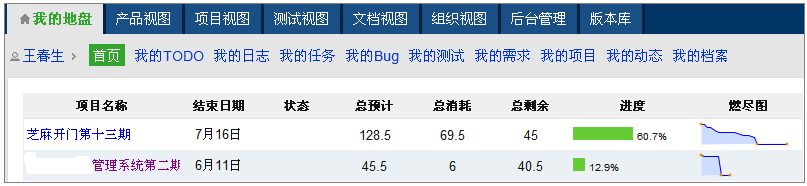 我的地盘 产品视图 项目视图 测试视图 文档视图 组织视图 后台管理 版本库
王春生 > 首页 我的TODO 我的日志 我的任务 我的Bug 我的测试 我的需求 我的项目 我的动态 我的档案
项目名称 结束日期 状态 总预计 总消耗 总剩余 进度 燃尽图
芝麻开门第十三期 7月16日 128.5 69.5 45 60.7%
管理系统第二期 6月11日 45.5 6 40.5 12.9%